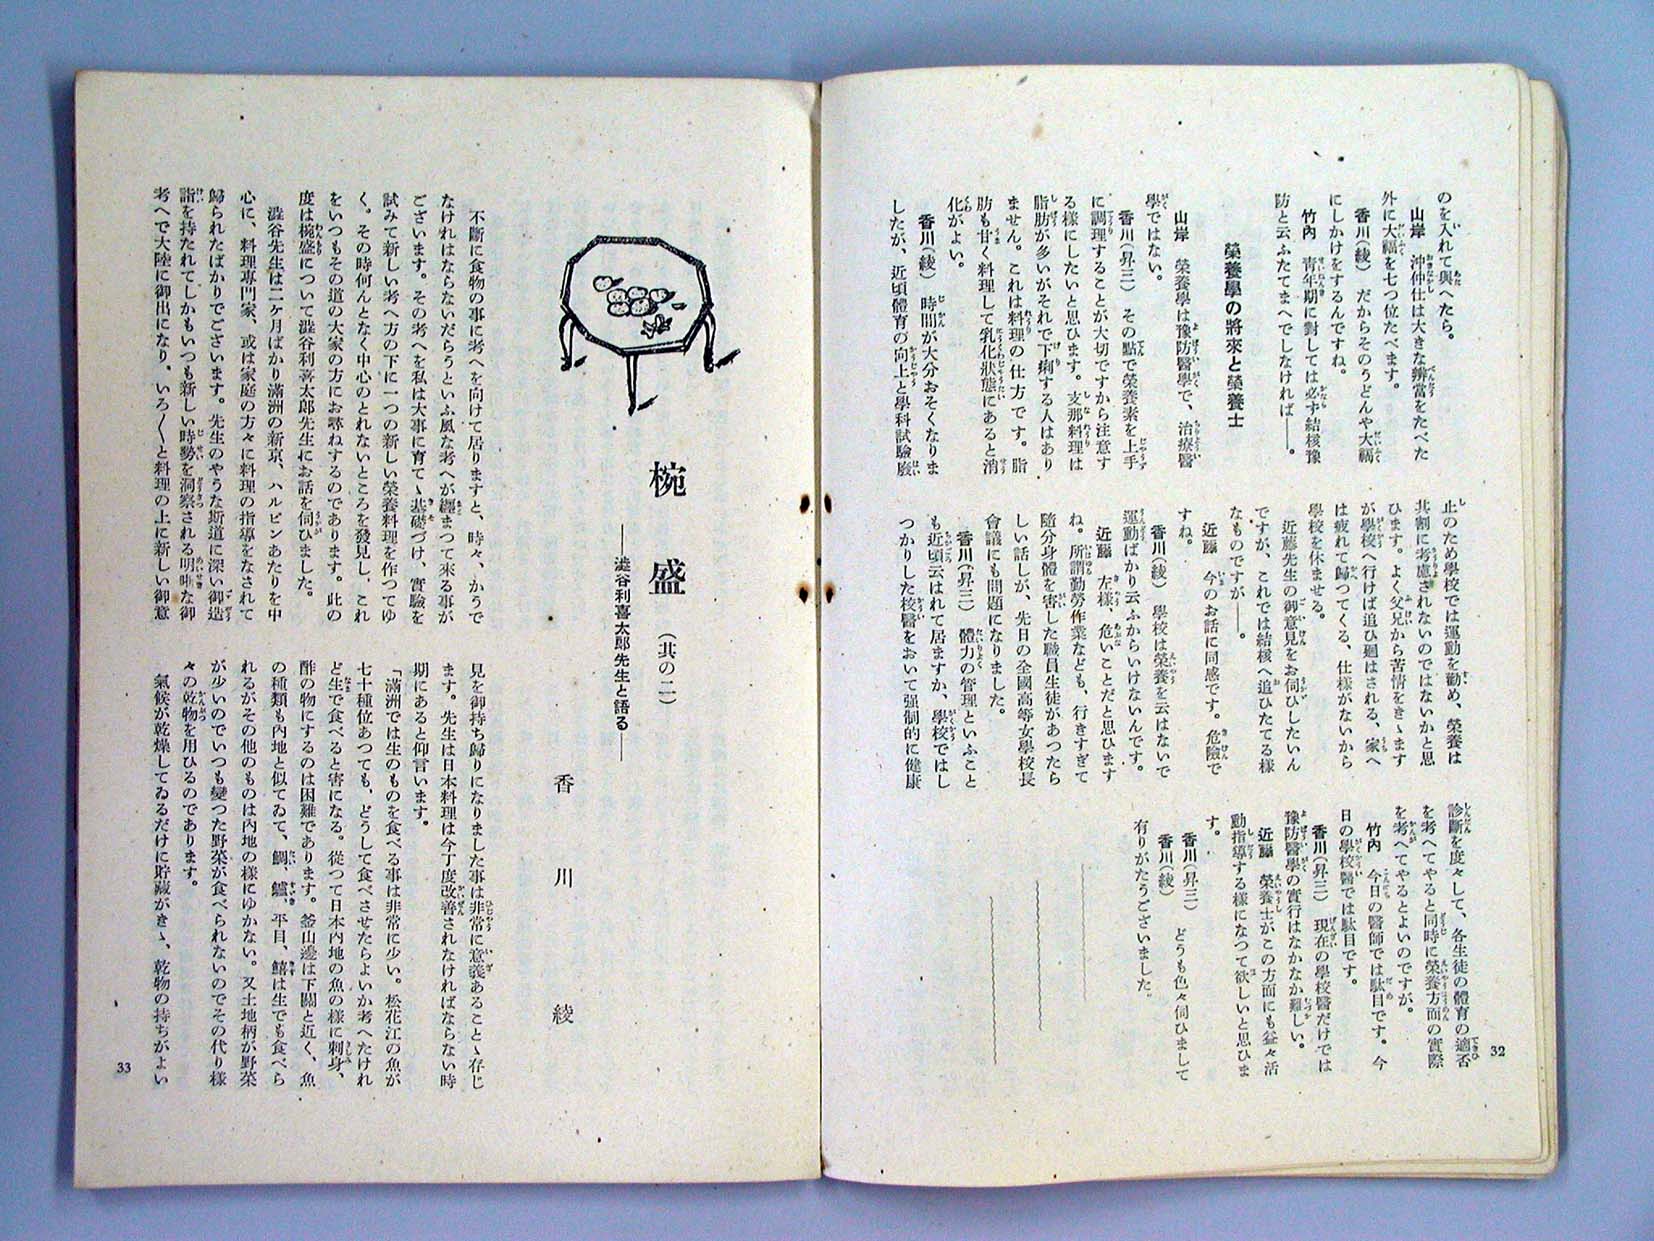 のを入れて與へたら。
山岸　沖仲仕は大きな辨當をたべた
外に大福を七つ位たべます。
香川(綾)　だからそのうどんや大福
にしかけをするんですね。
竹內　靑年期に對しては必ず結核豫
防と云ふたてまへでしなければ——。
榮養學の將來と榮養士
山岸　榮養學は豫防醫學で、治療醫
學ではない。
香川(昇三)　その點で榮養素を上手
に調理することが大切ですから注意す
る樣にしたいと思ひます。支那料理は
脂肪が多いがそれで下痢する人はあり
ません。これは料理の仕方です。脂
肪も甘く料理して乳化狀態にあると消
化がよい。
香川(綾)　時間が大分おそくなりま
したが、近頃體育の向上と學科試驗廢
止のため學校では運動を勸め、榮養は
其割に考慮されないのではないかと思
ひます。よく父兄から苦情をきゝます
が學校へ行けば追ひ廻はされる、家へ
は疲れて歸つてくる、仕樣がないから
學校を休ませる。
近藤先生の御意見をお伺ひしたいん
ですが、これでは結核へ追ひたてる樣
なものですが——。
近藤　今のお話に同感です。危險で
すね。
香川(綾)　學校は榮養を云はないで
運動ばかり云ふからいけないんです。
近藤　左樣、危いことだと思ひます
ね。所謂勤勞作業なども、行きすぎて
隨分身體を害した職員生徒があつたら
しい話しが、先日の全國高等女學校長
會議にも問題になりました。
香川(昇三)　體力の管理といふこと
も近頃云はれて居ますか、學校ではし
つかりした校醫をおいて强制的に健康
診斷を度々して、各生徒の體育の適否
を考へてやると同時に榮養方面の實際
を考へてやるとよいのですが。
竹內　今日の醫師では駄目です。今
日の學校醫では駄目です。
香川(昇三)　現在の學校醫だけでは
豫防醫學の實行はなかなか難しい。
近藤　榮養士がこの方面にも益々活
動指導する樣になつて欲しいと思ひま
す。
香川(昇三)　どうも色々伺ひまして
香川(綾)
有りがたうございました。
32
椀盛(其の二)
——澁谷利喜太郎先生と語る——
香川綾
不斷に食物の事に考へを向けて居りますと、時々、かうで
なければならないだらうといふ風な考へが纒まつて來る事が
ございます。その考へを私は大事に育てゝ基礎づけ、實驗を
試みて新しい考へ方の下に一つの新しい榮養料理を作つてゆ
く。その時何んとなく中心のとれないところを發見し、これ
をいつもその道の大家の方にお尋ねするのであります。此の
度は椀盛について澁谷利喜太郎先生にお話を伺ひました。
澁谷先生は二ヶ月ばかり滿洲の新京、ハルピンあたりを中
心に、料理專門家、或は家庭の方々に料理の指導をなされて
歸られたばかりでございます。先生のやうな斯道に深い御造
詣を持たれてしかもいつも新しい時勢を洞察される明晰な御
考へで大陸に御出になり、いろ〱と料理の上に新しい御意
見を御持ち歸りになりました事は非常に意義あることゝ存じ
ます。先生は日本料理は今丁度改善されなければならない時
期にあると仰言います。
「滿洲では生のものを食べる事は非常に少い。松花江の魚が
七十種位あつても、どうして食べさせたらよいか考へたけれ
ど生で食べると害になる。從つて日本內地の魚の樣に刺身、
酢の物にするのは困難であります。釜山邊は下關と近く、魚
の種類も內地と似てゐて、鯛、鱸、平目、鱚は生でも食べら
れるがその他のものは內地の樣にゆかない。又土地柄が野菜
が少いのでいつも變つた野菜が食べられないのでその代り樣
々の乾物を用ひるのであります。
氣候が乾燥してゐるだけに貯藏がきゝ、乾物の持ちがよい
33